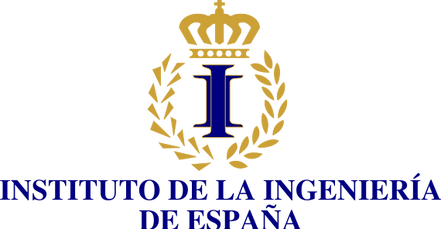 I
INSTITUTO DE LA INGENIERÍA
DE ESPAÑA